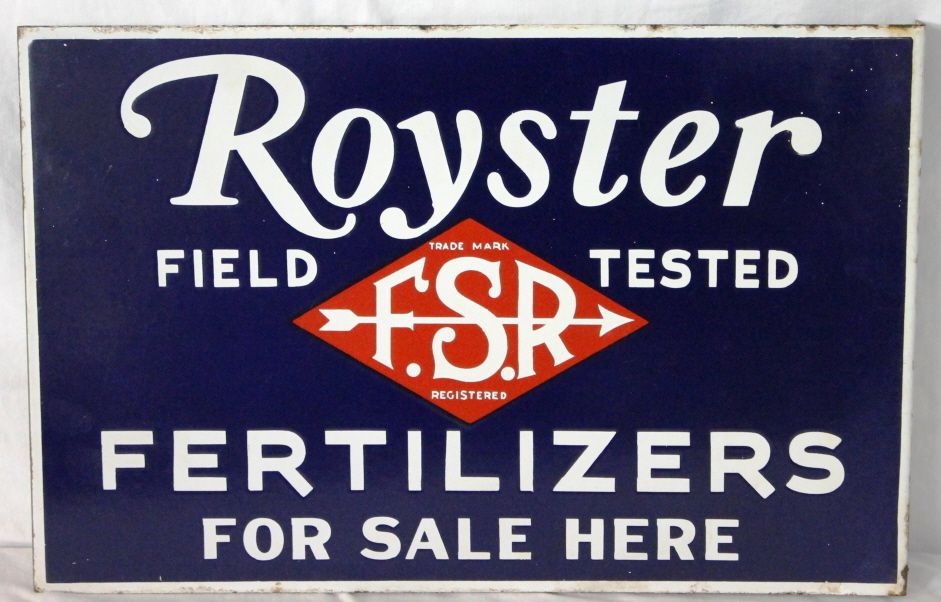 Royster
FIELD TESTED
TRADE MARK
F.S.R
REGISTERED
FERTILIZERS
FOR SALE HERE